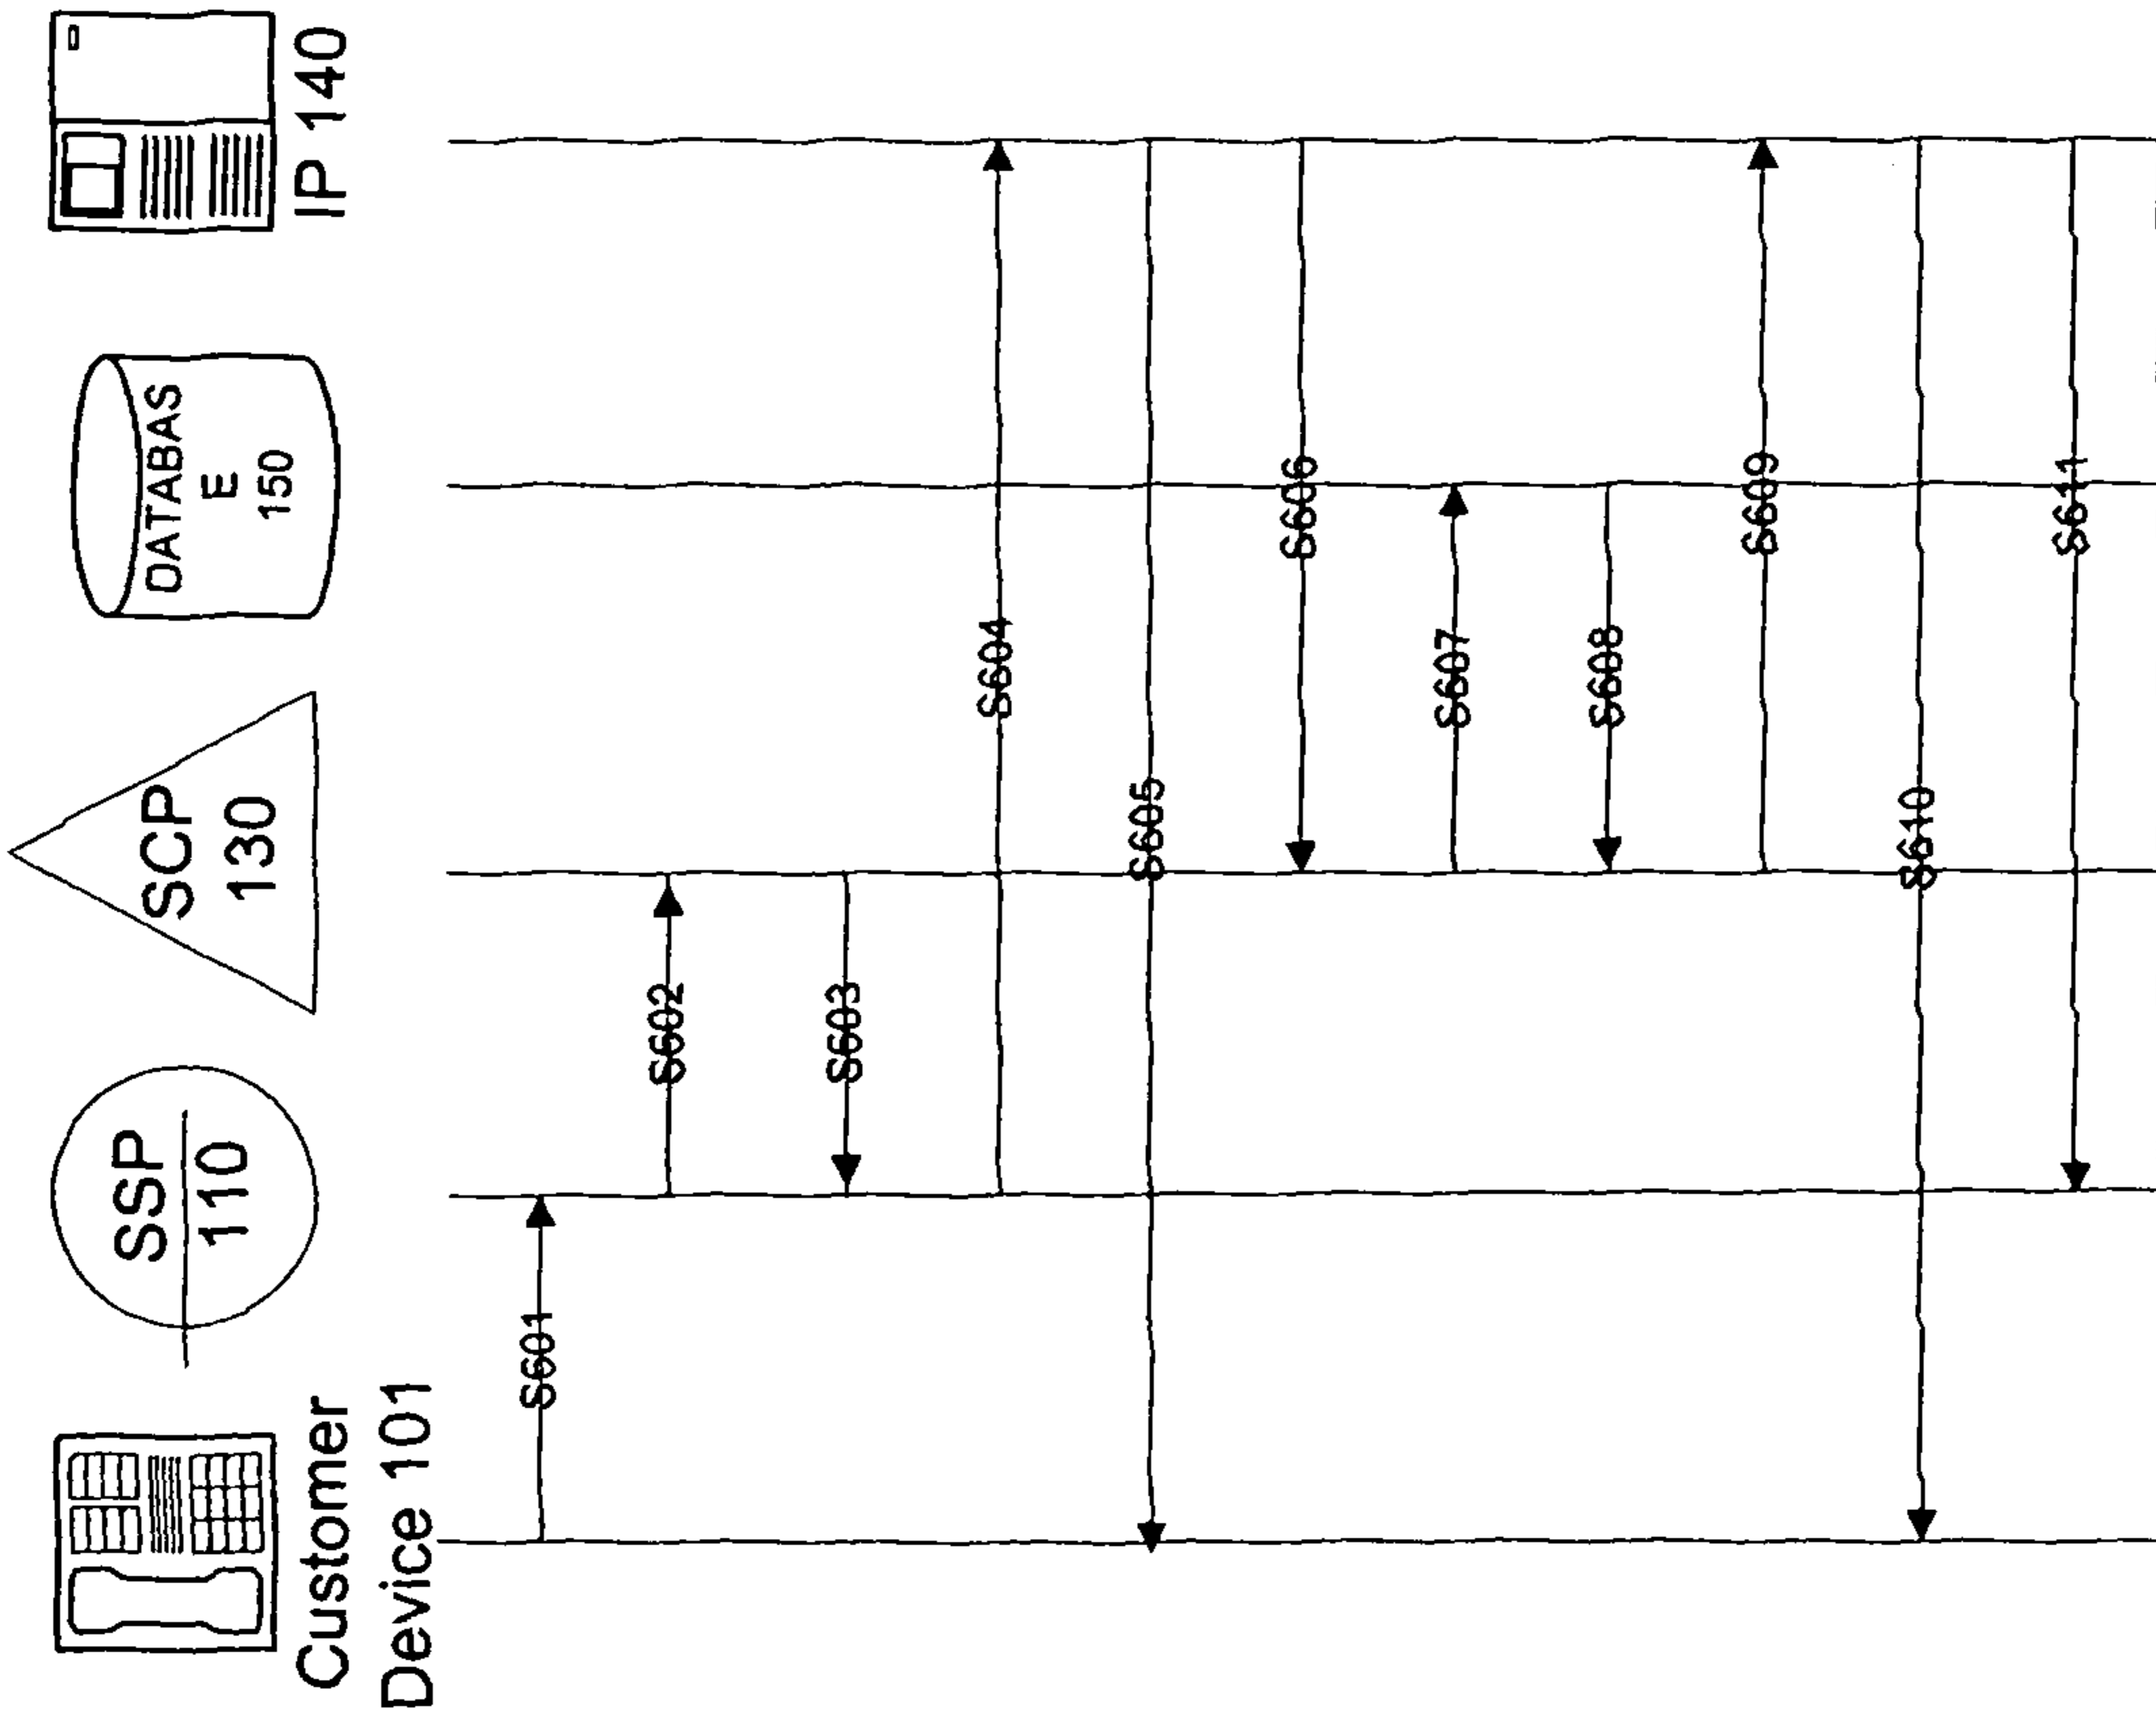 Customer
Device 101
SSP
110
SCP
130
DATABAS
E
150
IP 140
S601
S602
S603
S604
S605
S606
S607
S608
S609
S610
S611